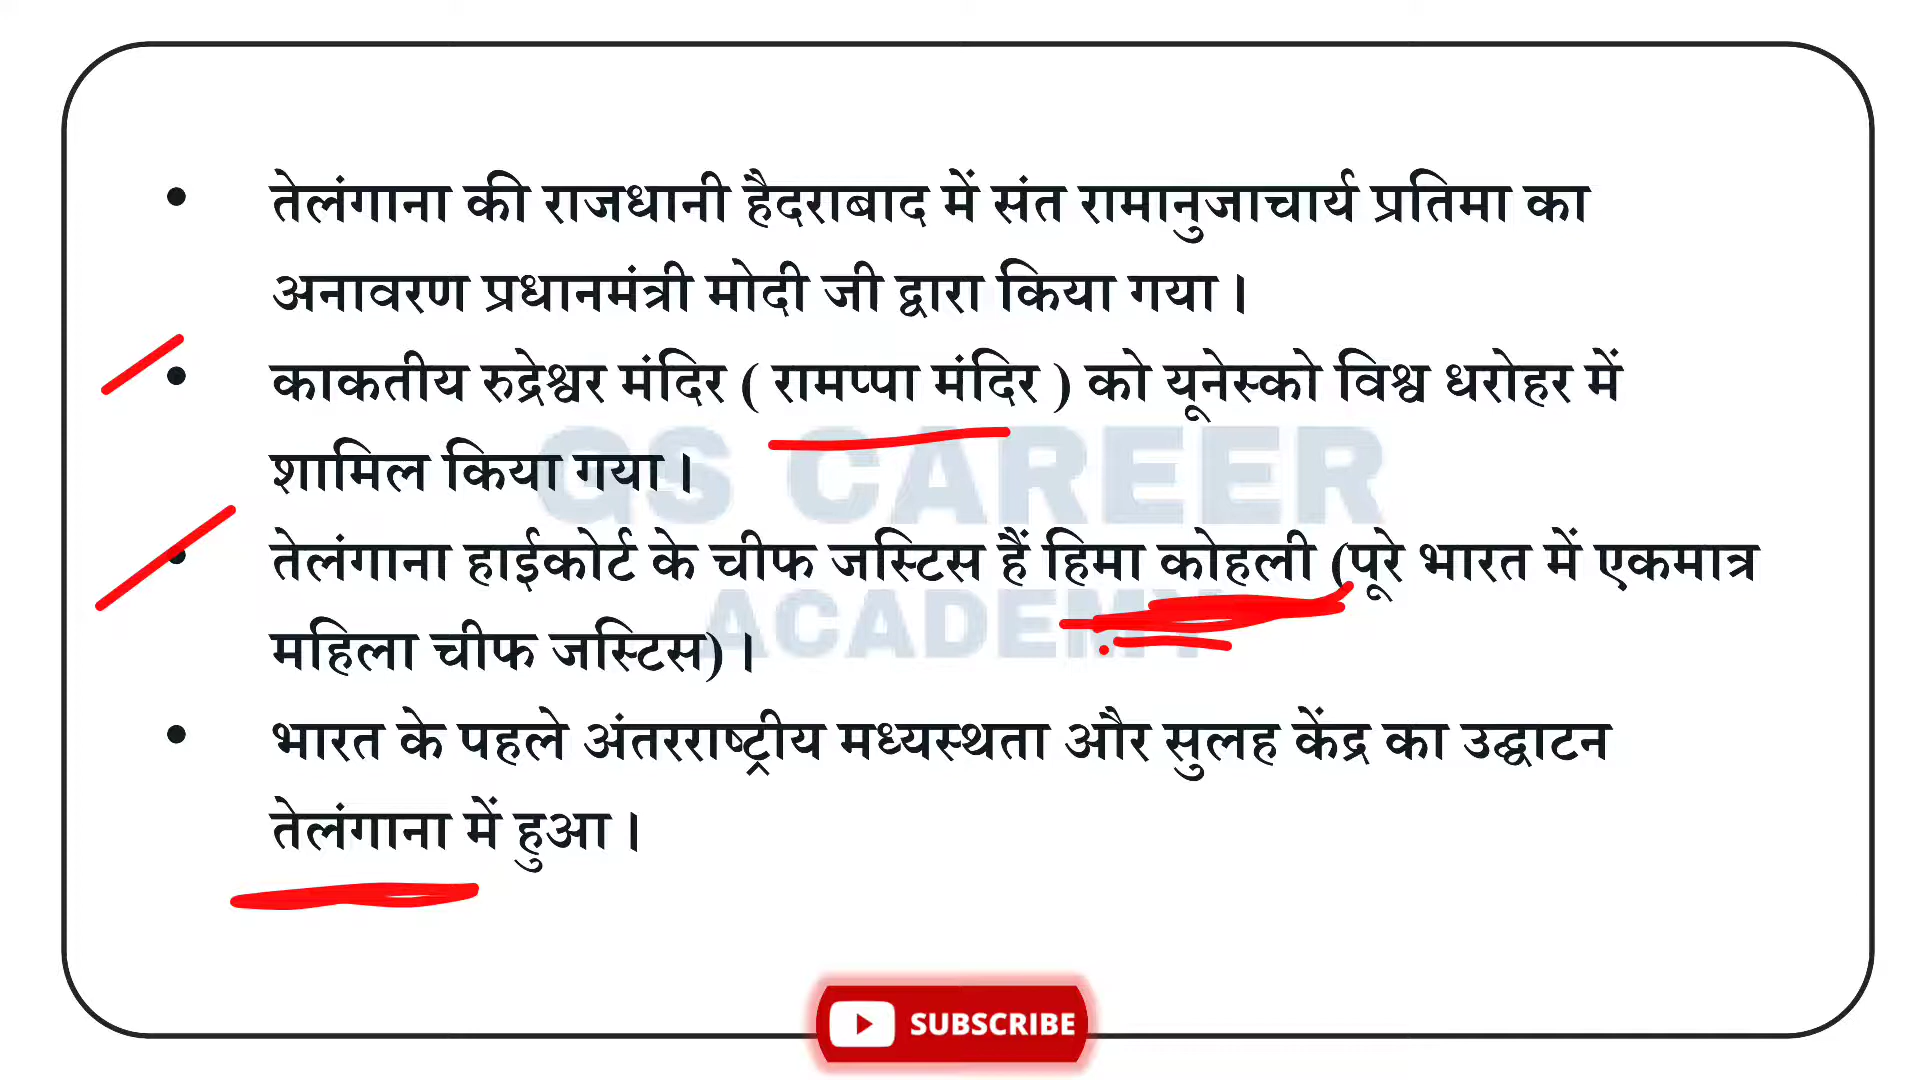 • तेलंगाना की राजधानी हैदराबाद में संत रामानुजाचार्य प्रतिमा का
अनावरण प्रधानमंत्री मोदी जी द्वारा किया गया।
• काकतीय रुद्रेश्वर मंदिर ( रामप्पा मंदिर ) को यूनेस्को विश्व धरोहर में
शामिल किया गया।
• तेलंगाना हाईकोर्ट के चीफ जस्टिस हैं हिमा कोहली (पूरे भारत में एकमात्र
महिला चीफ जस्टिस)।
• भारत के पहले अंतरराष्ट्रीय मध्यस्थता और सुलह केंद्र का उद्घाटन
तेलंगाना में हुआ।
GS CAREER
ACADEMY
SUBSCRIBE